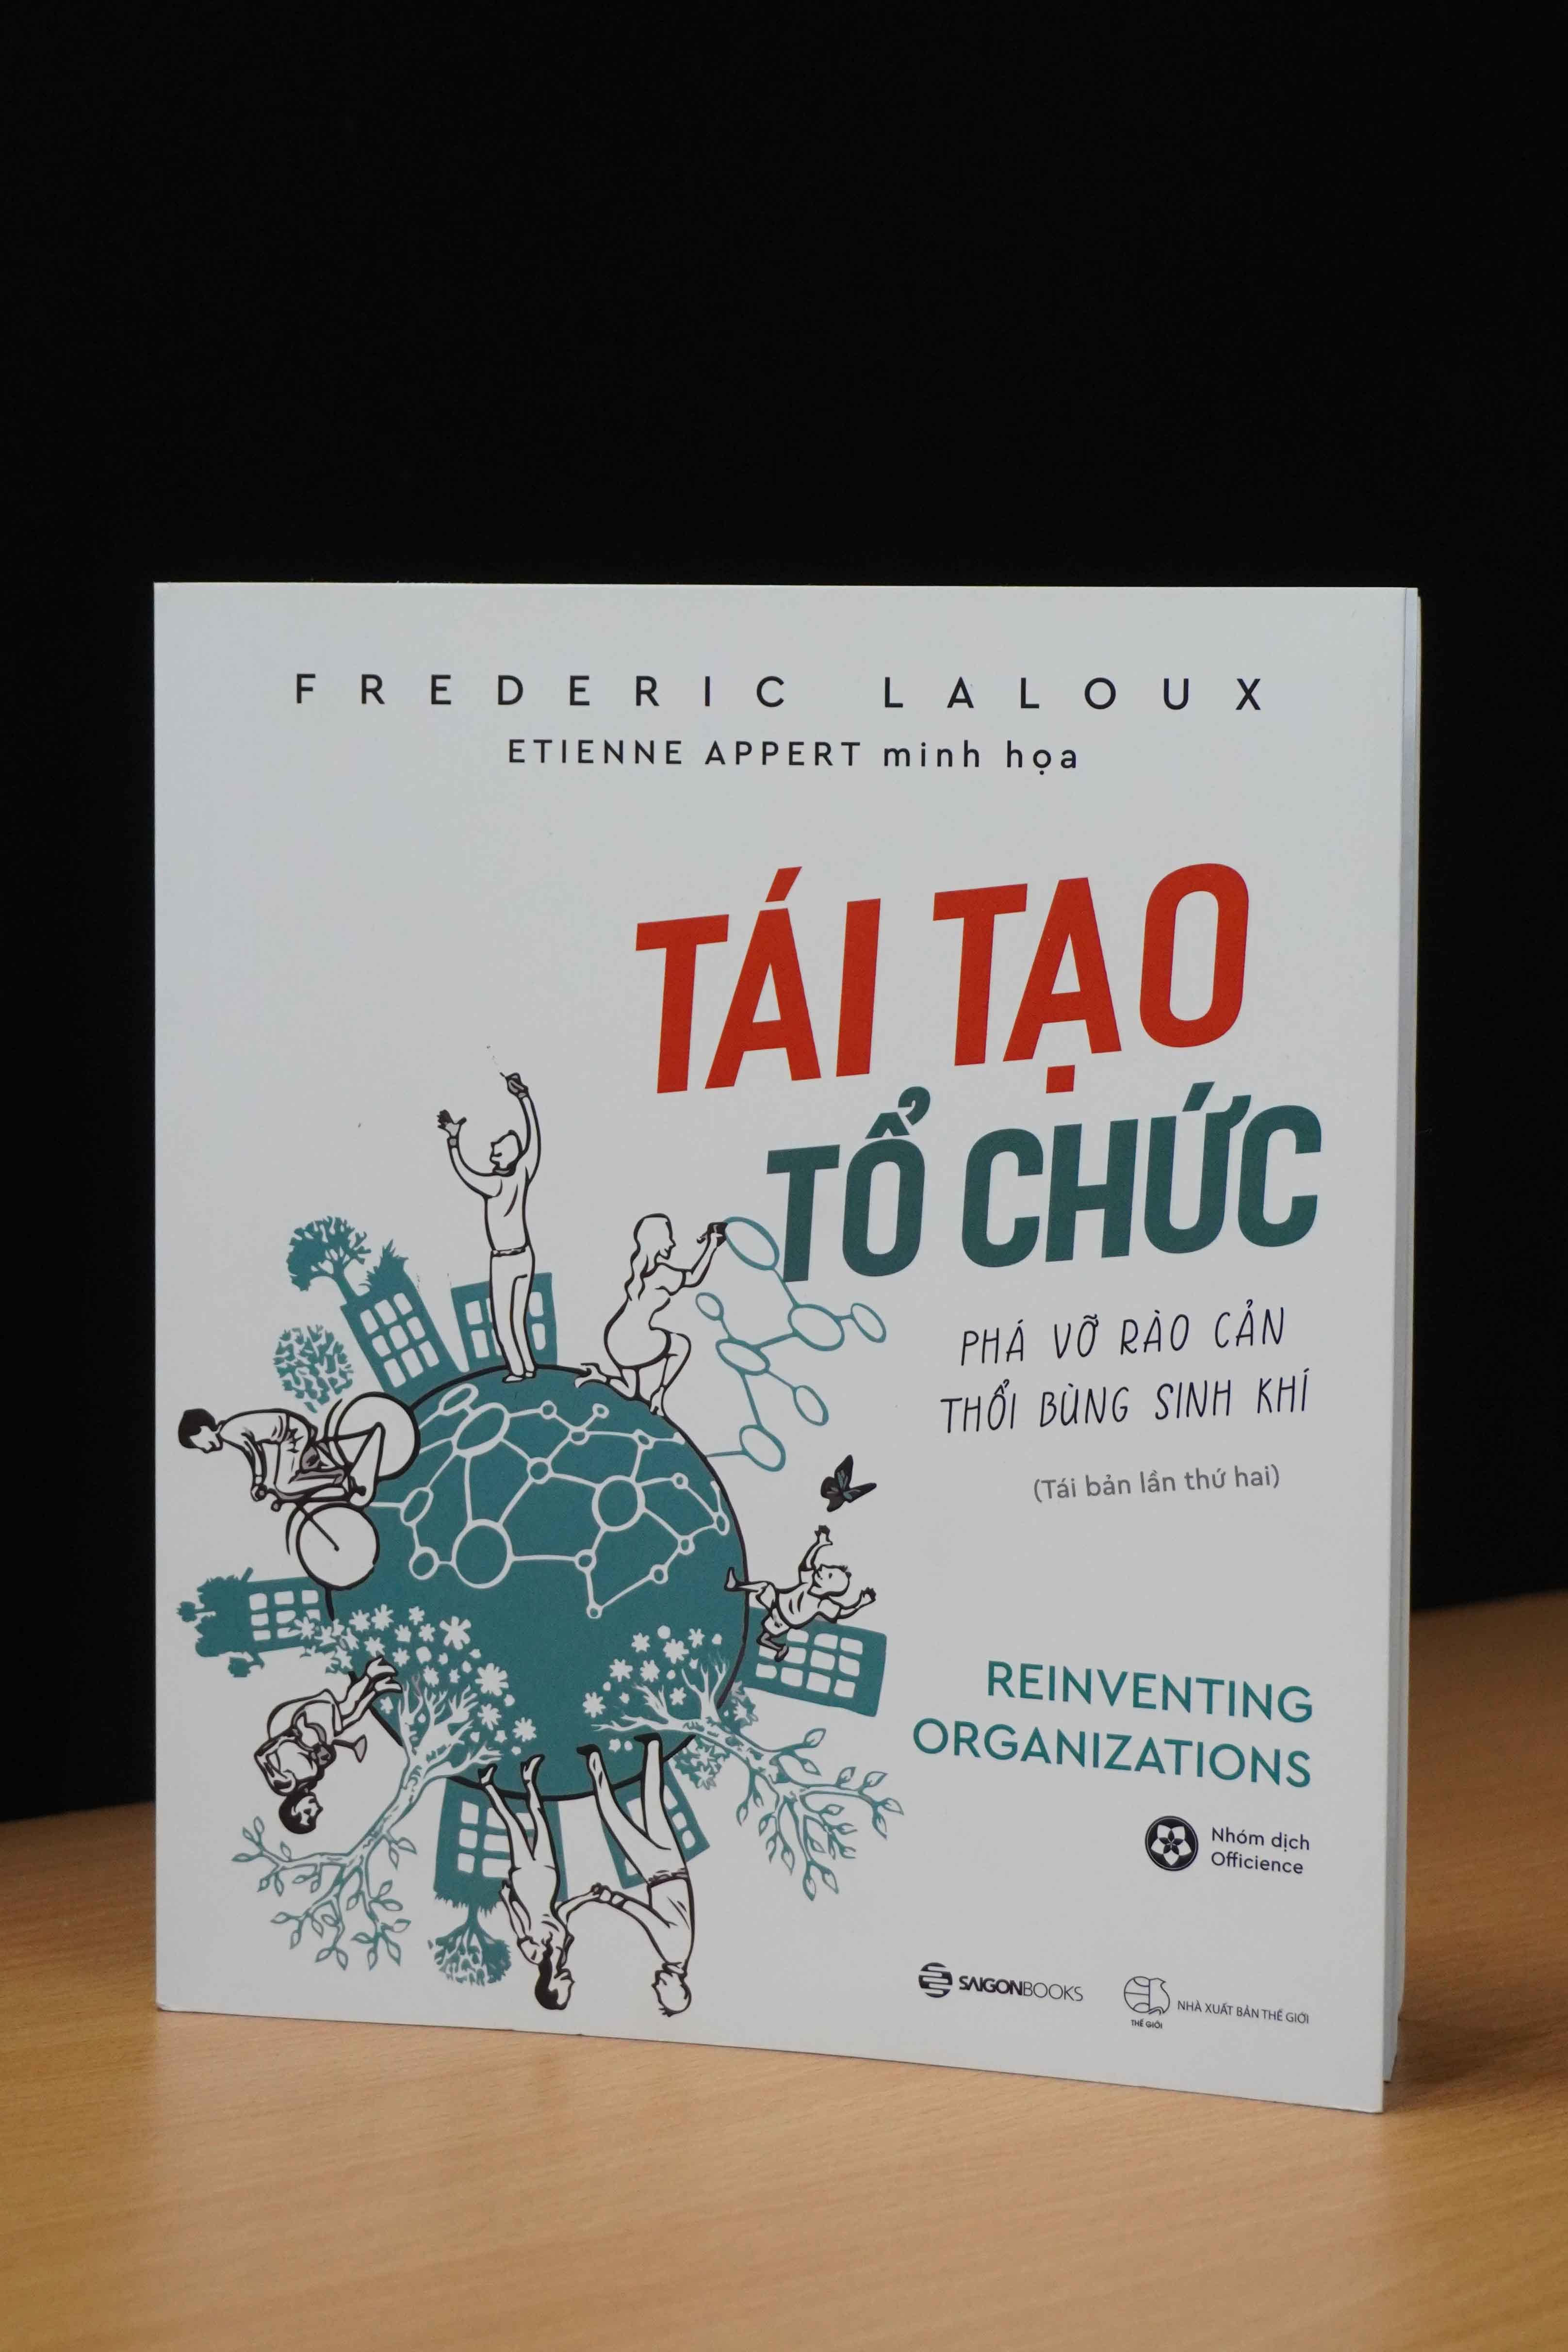 FREDERIC LALOUX
ETIENNE APPERT minh họa
TÁI TẠO
TỔ CHỨC
PHÁ VỠ RÀO CẢN
THỔI BÙNG SINH KHÍ
(Tái bản lần thứ hai)
REINVENTING
ORGANIZATIONS
Nhóm dịch
Officience
SAIGONBOOKS
THẾ GIỚI
NHÀ XUẤT BẢN THẾ GIỚI